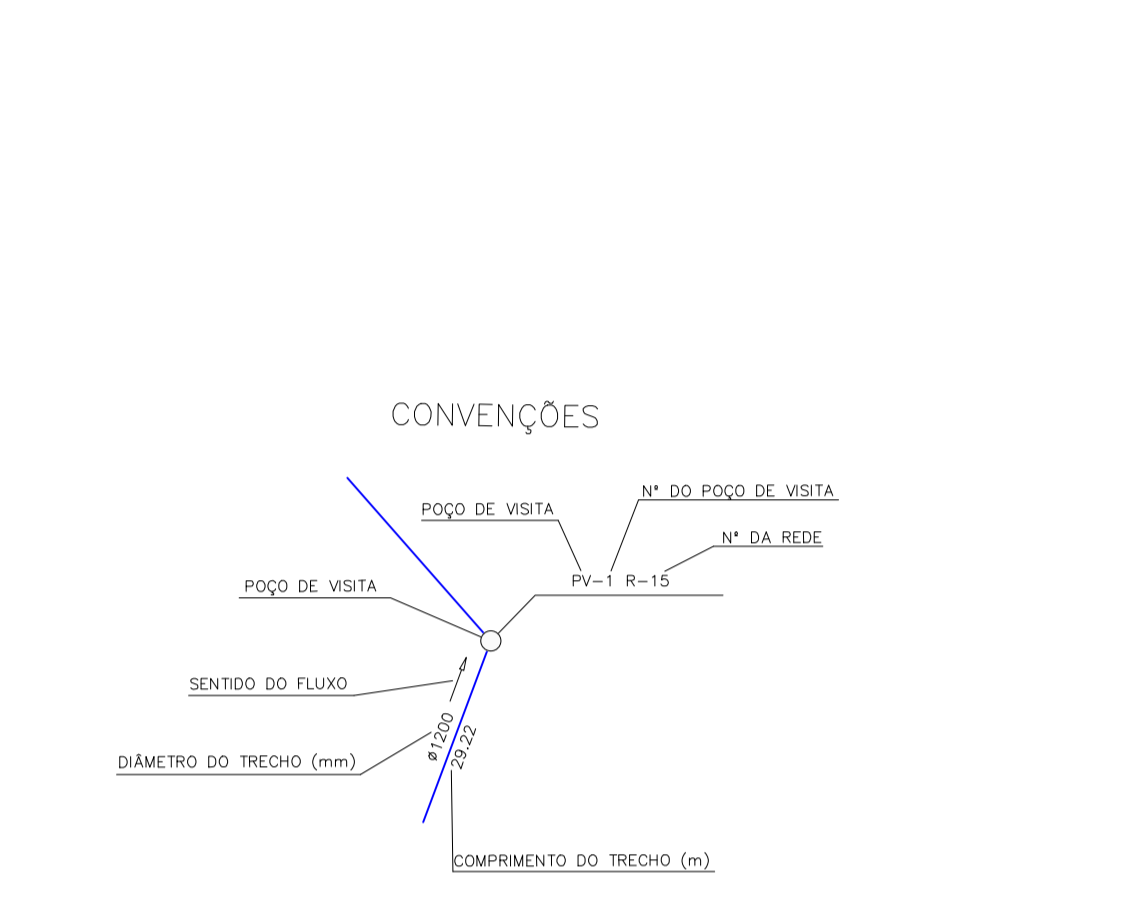 CONVENÇÕES
Nº DO POÇO DE VISITA
POÇO DE VISITA
Nº DA REDE
PV-1 R-15
POÇO DE VISITA
SENTIDO DO FLUXO
ø1200
29.22
DIÂMETRO DO TRECHO (mm)
COMPRIMENTO DO TRECHO (m)